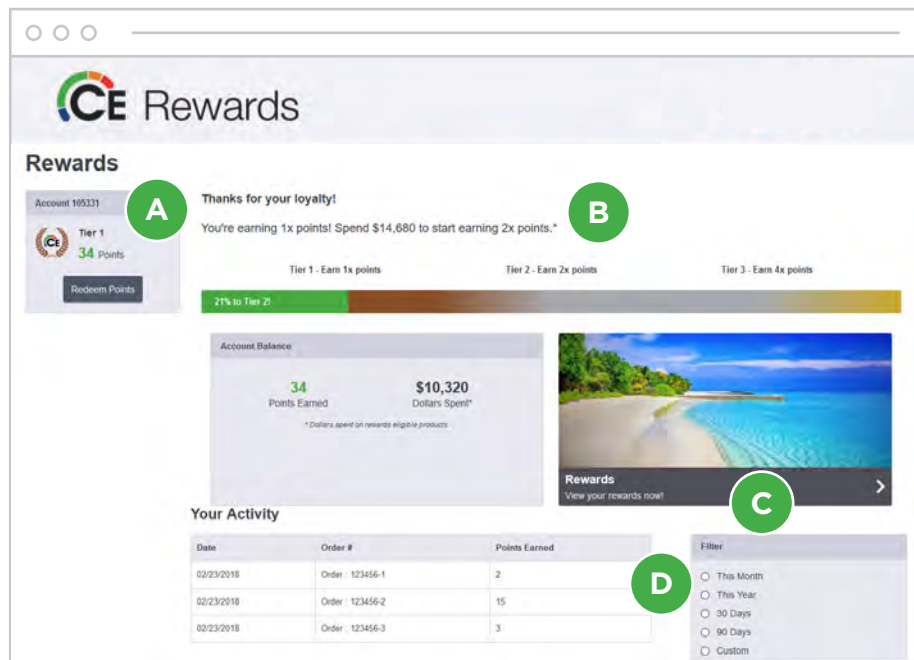 CE Rewards
Rewards
Account 105331
A
CE
Tier 1
34 Points
Redeem Points
Thanks for your loyalty!
B
You're earning 1x points! Spend $14,680 to start earning 2x points.*
Tier 1 - Earn 1x points
Tier 2 - Earn 2x points
Tier 3 - Earn 4x points
21% to Tier 2!
Account Balance
34
Points Earned
$10,320
Dollars Spent*
* Dollars spent on rewards eligible products
Rewards
View your rewards now!
C
Your Activity
Date Order # Points Earned
02/23/2018 Order : 123456-1 2
02/23/2018 Order : 123456-2 15
02/23/2018 Order : 123456-3 3
D
Filter
This Month
This Year
30 Days
90 Days
Custom